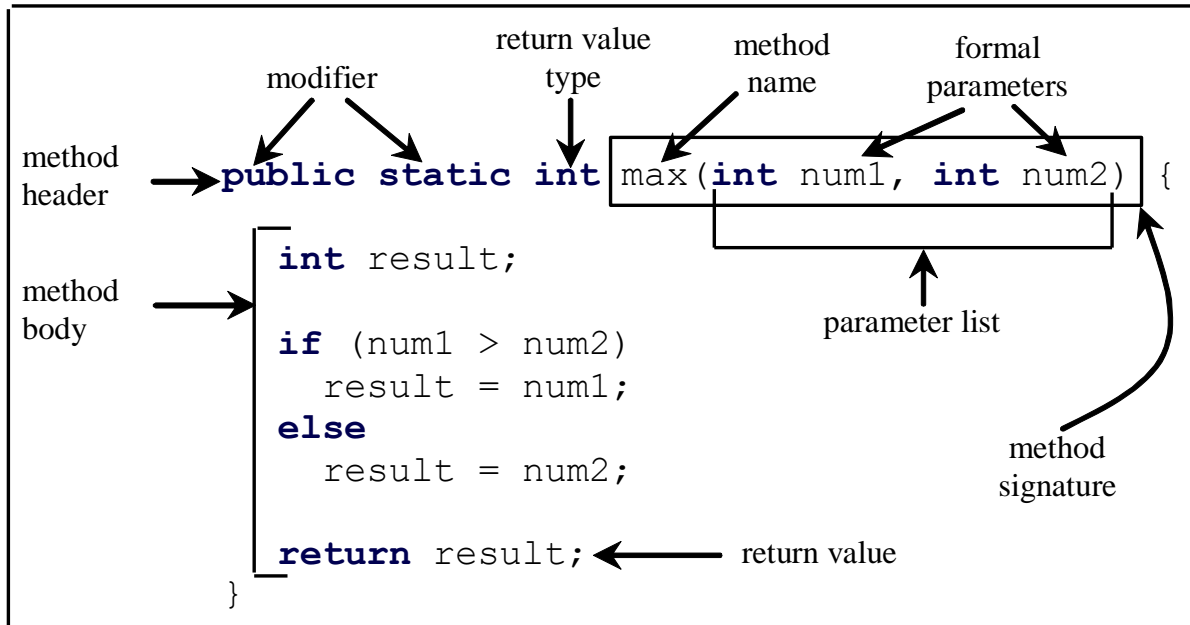 return value
type
method
name
formal
parameters
modifier
method
header
public static int max(int num1, int num2) {
int result;
method
body
parameter list
if (num1 > num2)
result = num1;
else
result = num2;
method
signature
return result;
return value
}